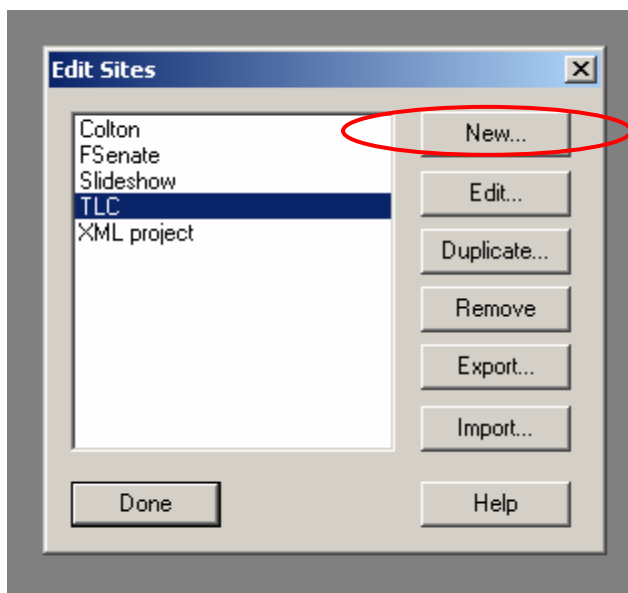 Edit Sites
Colton
FSenate
Slideshow
TLC
XML project
New...
Edit...
Duplicate...
Remove
Export...
Import...
Done
Help